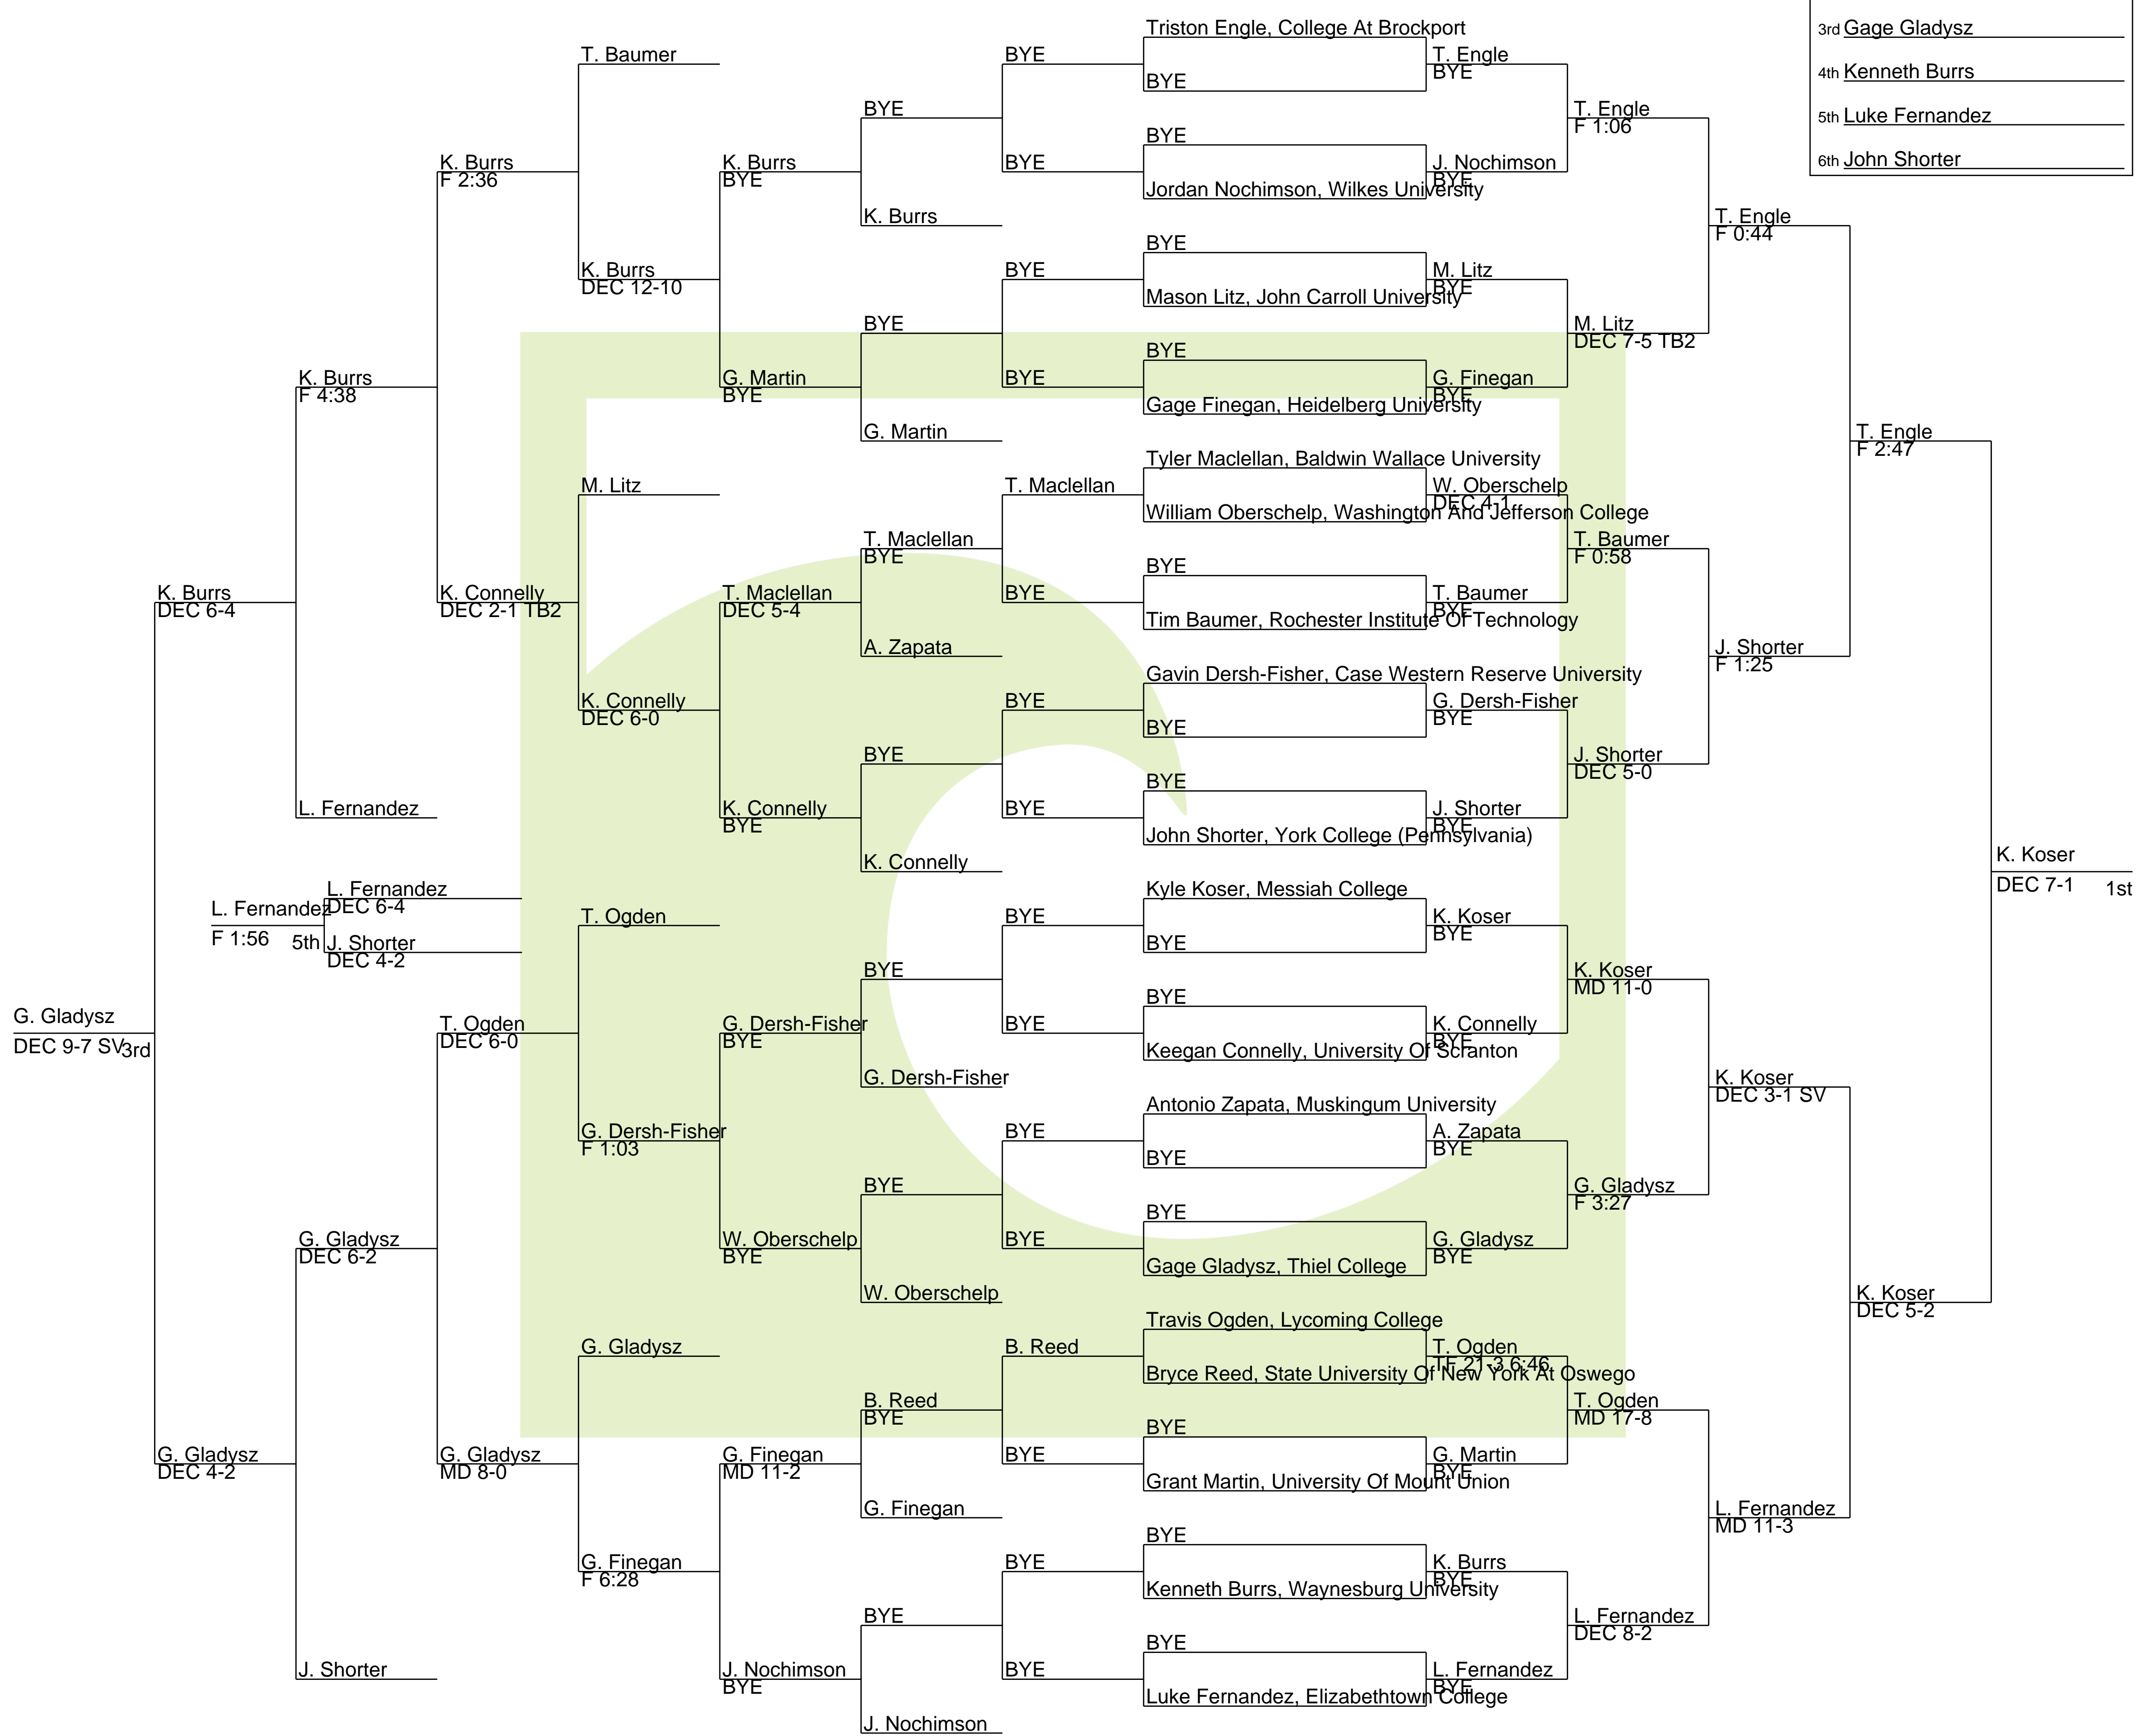 3rd Gage Gladysz
4th Kenneth Burrs
5th Luke Fernandez
6th John Shorter
Triston Engle, College At Brockport
BYE
BYE
Jordan Nochimson, Wilkes University
BYE
Mason Litz, John Carroll University
BYE
Gage Finegan, Heidelberg University
Tyler Maclellan, Baldwin Wallace University
William Oberschelp, Washington And Jefferson College
BYE
Tim Baumer, Rochester Institute Of Technology
Gavin Dersh-Fisher, Case Western Reserve University
BYE
BYE
John Shorter, York College (Pennsylvania)
Kyle Koser, Messiah College
BYE
BYE
Keegan Connelly, University Of Scranton
Antonio Zapata, Muskingum University
BYE
BYE
Gage Gladysz, Thiel College
Travis Ogden, Lycoming College
Bryce Reed, State University Of New York At Oswego
BYE
Grant Martin, University Of Mount Union
BYE
Kenneth Burrs, Waynesburg University
BYE
Luke Fernandez, Elizabethtown College
T. Engle
BYE
J. Nochimson
BYE
M. Litz
BYE
G. Finegan
BYE
W. Oberschelp
DEC 4-1
T. Baumer
BYE
G. Dersh-Fisher
BYE
J. Shorter
BYE
K. Koser
BYE
K. Connelly
BYE
A. Zapata
BYE
G. Gladysz
BYE
T. Ogden
TF 21-3 6:46
G. Martin
BYE
K. Burrs
BYE
L. Fernandez
BYE
T. Engle
F 1:06
M. Litz
DEC 7-5 TB2
T. Baumer
F 0:58
J. Shorter
DEC 5-0
K. Koser
MD 11-0
G. Gladysz
F 3:27
T. Ogden
MD 17-8
L. Fernandez
DEC 8-2
T. Engle
F 0:44
J. Shorter
F 1:25
K. Koser
DEC 3-1 SV
L. Fernandez
MD 11-3
T. Engle
F 2:47
K. Koser
DEC 5-2
K. Koser
DEC 7-1 1st
BYE
BYE
BYE
BYE
T. Maclellan
BYE
BYE
BYE
BYE
BYE
BYE
BYE
B. Reed
BYE
BYE
BYE
BYE
K. Burrs
BYE
G. Martin
T. Maclellan
BYE
A. Zapata
BYE
K. Connelly
BYE
G. Dersh-Fisher
BYE
W. Oberschelp
B. Reed
BYE
G. Finegan
BYE
J. Nochimson
K. Burrs
BYE
G. Martin
BYE
T. Maclellan
DEC 5-4
K. Connelly
BYE
G. Dersh-Fisher
BYE
W. Oberschelp
BYE
G. Finegan
MD 11-2
J. Nochimson
BYE
T. Baumer
K. Burrs
DEC 12-10
M. Litz
K. Connelly
DEC 6-0
T. Ogden
G. Dersh-Fisher
F 1:03
G. Gladysz
G. Finegan
F 6:28
K. Burrs
F 2:36
K. Connelly
DEC 2-1 TB2
T. Ogden
DEC 6-0
G. Gladysz
MD 8-0
K. Burrs
F 4:38
L. Fernandez
G. Gladysz
DEC 6-2
J. Shorter
K. Burrs
DEC 6-4
G. Gladysz
DEC 4-2
L. Fernandez
DEC 6-4
J. Shorter
DEC 4-2
L. Fernandez
F 1:56 5th
G. Gladysz
DEC 9-7 SV 3rd